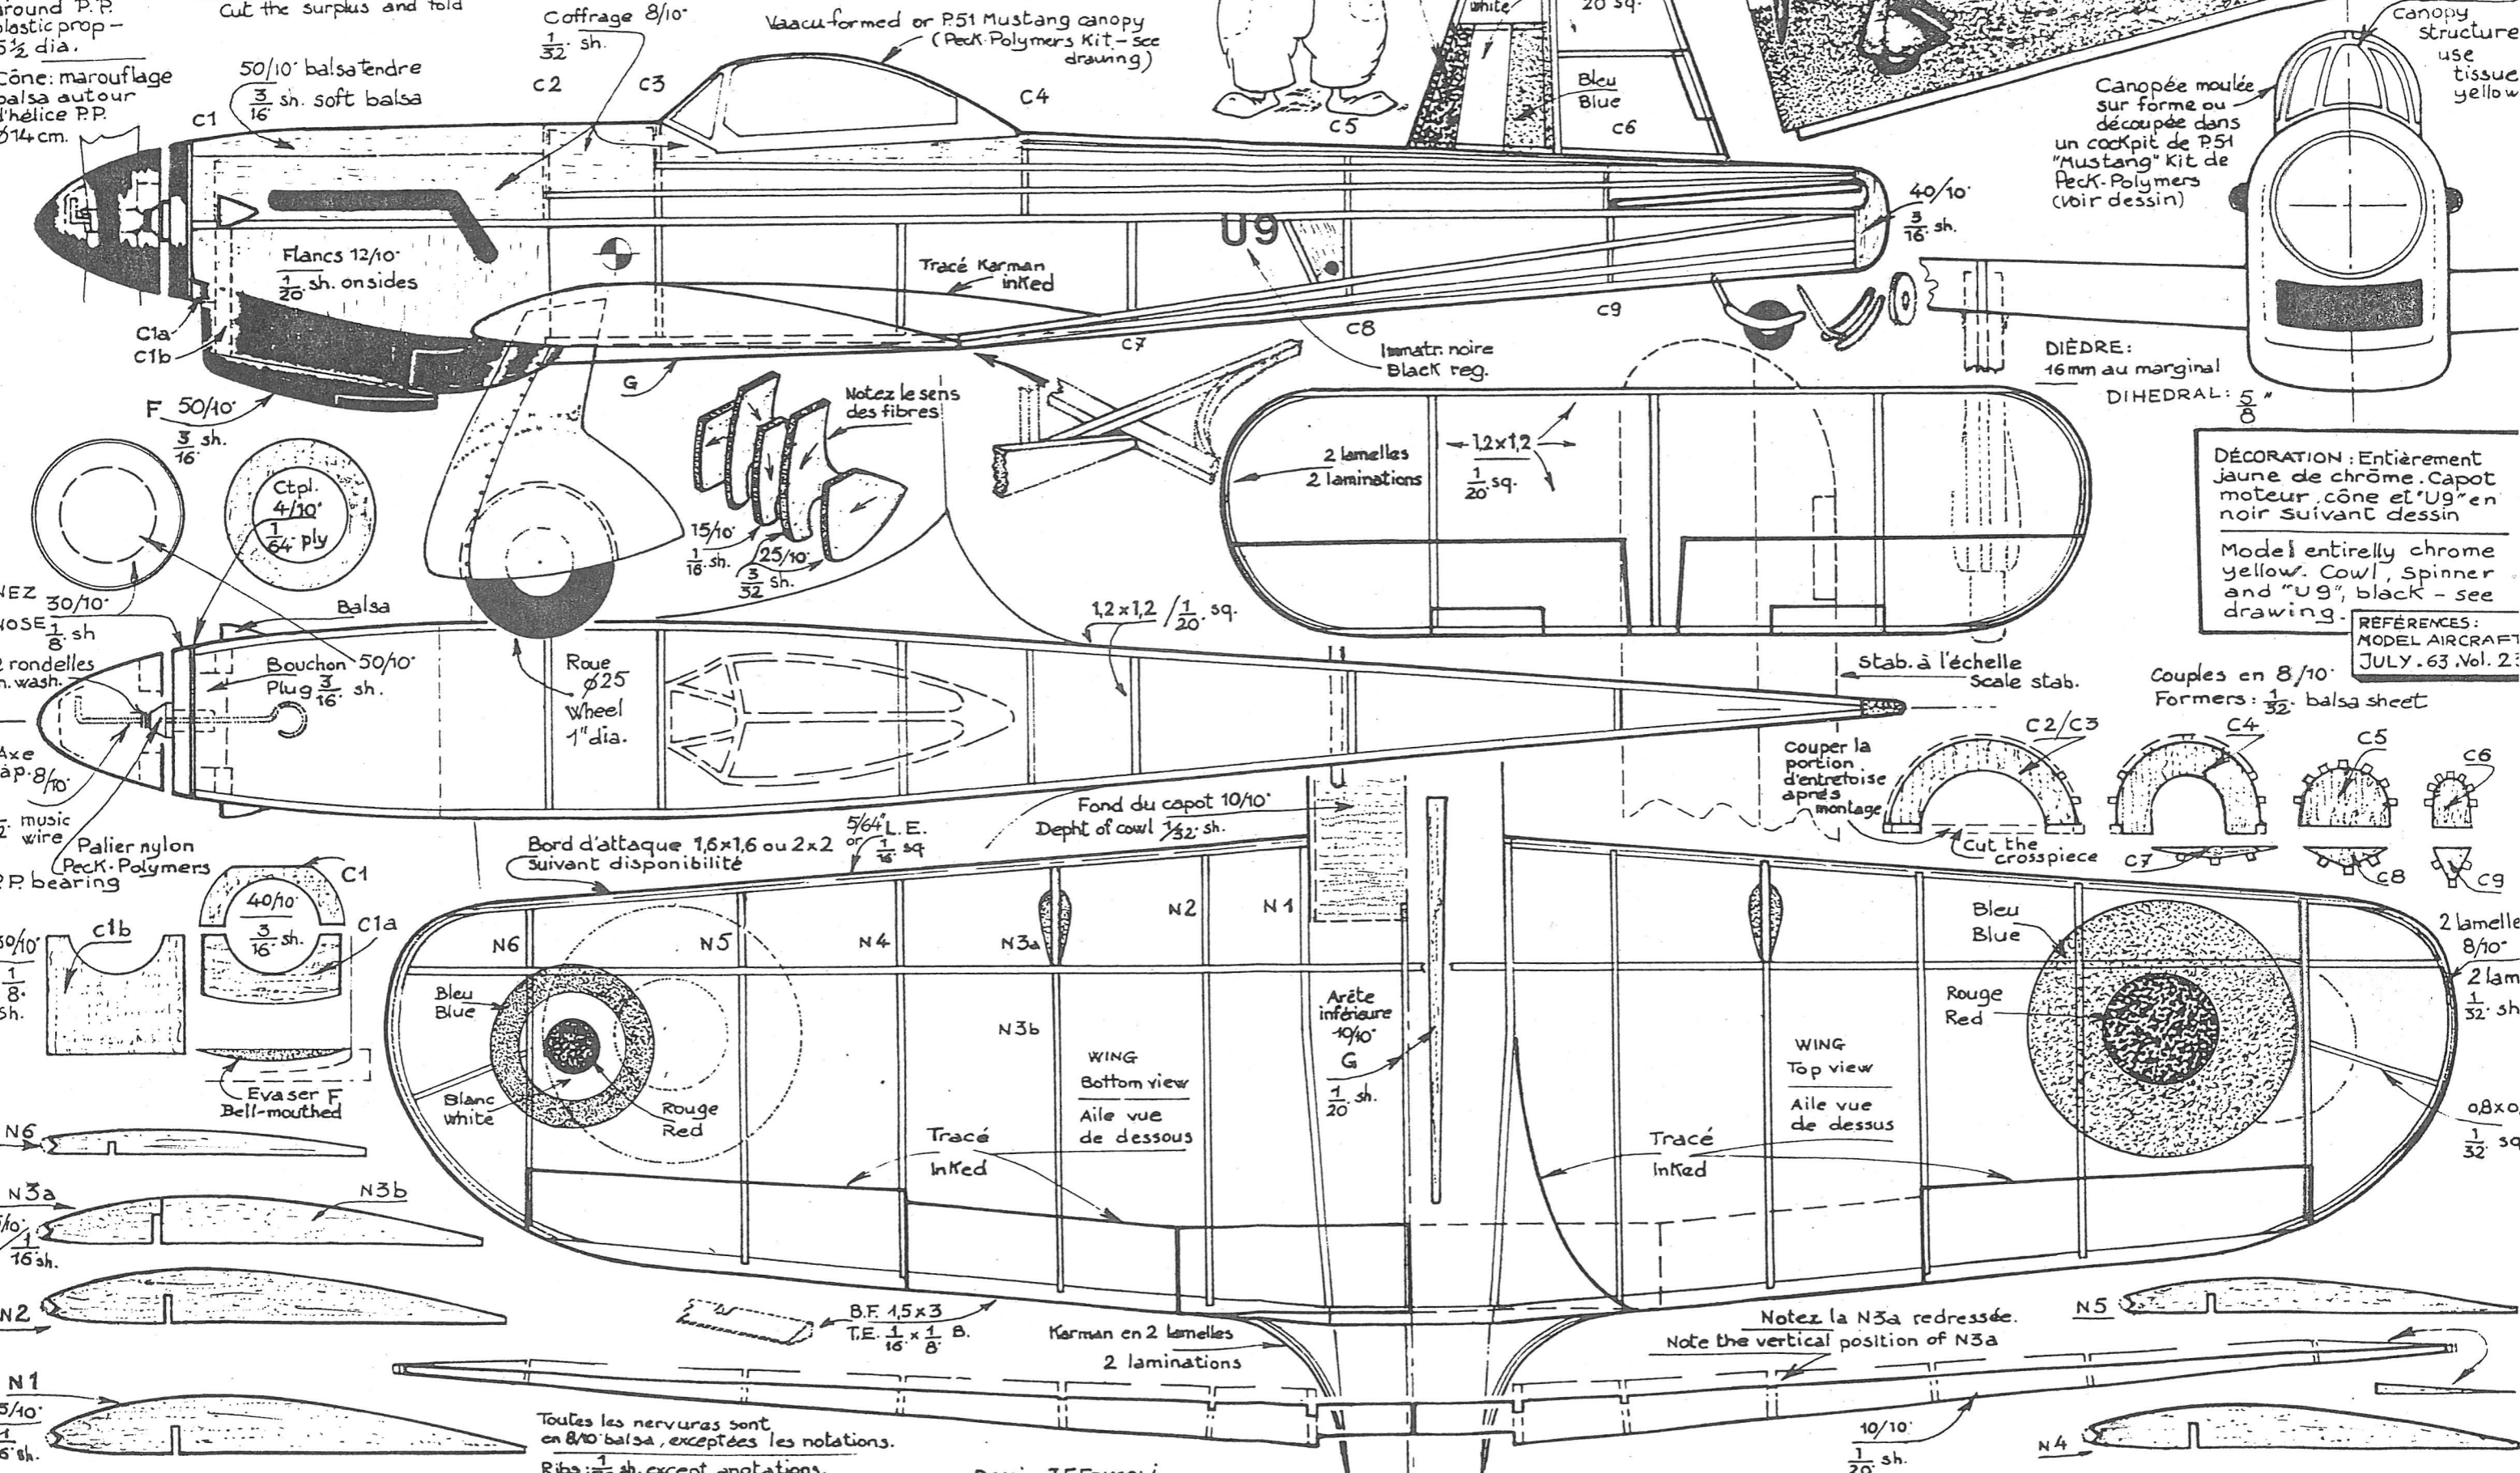 around P.P.
plastic prop-
5½ dia.
Cut the surplus and fold
Cône: marouflage
balsa autour
d'hélice P.P.
Ø14cm.
C1
50/10· balsa tendre
3/16· sh. soft balsa
Coffrage 8/10·
1/32· sh.
C2
C3
Vaacu-formed or P.51 Mustang canopy
(Peck-Polymers Kit - see
drawing)
C4
C5
white
20 sq.
Bleu
Blue
C6
Canopy
structure
use
tissue
yellow
Canopée moulée
sur forme ou
découpée dans
un cockpit de P.51
"Mustang" Kit de
Peck-Polymers
(voir dessin)
40/10·
3/16· sh.
Flancs 12/10·
1/20· sh. on sides
U9
Tracé Karman
inked
C1a
C1b
C7
C8
C9
G
Immatr. noire
Black reg.
DIÈDRE:
16mm au marginal
DIHEDRAL: 5/8"
F 50/10·
3/16· sh.
Notez le sens
des fibres
15/10·
1/16· sh.
25/10·
3/32 sh.
2 lamelles
2 laminations
1,2x1,2
1/20· sq.
DÉCORATION: Entièrement
jaune de chrôme. Capot
moteur, cône et "U9" en
noir suivant dessin
Model entirelly chrome
yellow. Cowl, spinner
and "U9", black - see
drawing.
RÉFÉRENCES:
MODEL AIRCRAFT
JULY.63.Vol.2
Ctpl.
4/10·
1/64· ply
NEZ 30/10·
NOSE 1/8· sh
Balsa
2 rondelles
wash.
Bouchon 50/10·
Plug 3/16· sh.
Roue
Ø25
Wheel
1" dia.
1,2x1,2 / 1/20· sq.
Stab. à l'échelle
Scale stab.
Couples en 8/10·
Formers: 1/32· balsa sheet
C2/C3
C4
C5
C6
Couper la
portion
d'entretoise
aprés
montage
Cut the
crosspiece
C7
C8
C9
Axe
càp. 8/10·
music
wire
Palier nylon
Peck-Polymers
P.P. bearing
Bord d'attaque 1,6x1,6 ou 2x2
suivant disponibilité
5/64" L.E.
or 1/16· sq
Fond du capot 10/10·
Depht of cowl 1/32· sh.
C1
40/10·
3/16· sh.
C1a
c1b
1/8·
sh.
Evaser F
Bell-mouthed
N6
N5
N4
N3a
N2
N1
N3b
Bleu
Blue
Blanc
White
Rouge
Red
WING
Bottom view
Aile vue
de dessous
Arête
inférieure
10/10·
G
1/20· sh.
WING
Top view
Aile vue
de dessus
Bleu
Blue
Rouge
Red
2 lamelle
8/10·
2 lam
1/32· sh
1/32· sq
Tracé
Inked
Tracé
Inked
N6
N3a
N3b
1/16· sh.
N2
N1
B.F. 1,5x3
T.E. 1/16· x 1/8· B.
Karman en 2 lamelles
2 laminations
Notez la N3a redressée.
Note the vertical position of N3a
N5
N4
10/10·
1/20· sh.
Toutes les nervures sont
en 8/10· balsa, exceptées les notations.